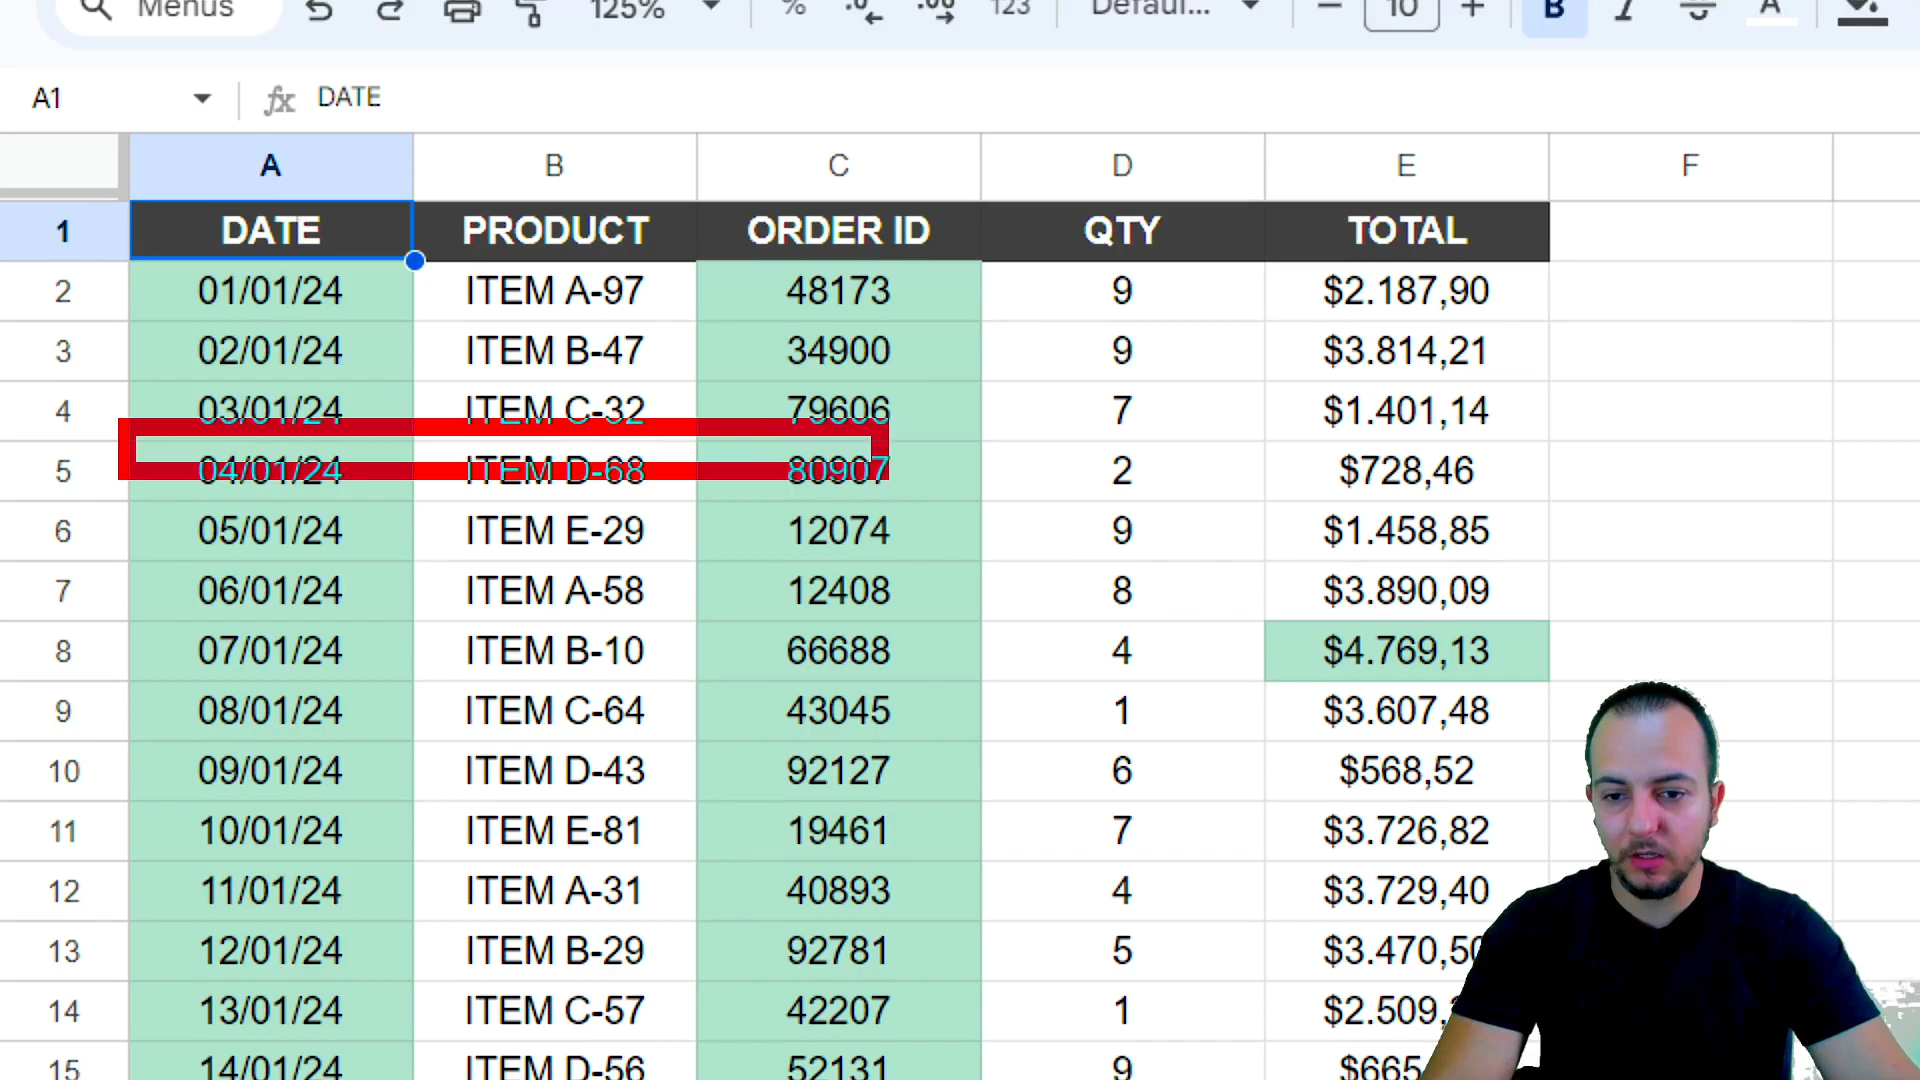 Menus 125% % .0 .00 123 Defaul... 10 B I A
A1 fx DATE
A B C D E F
1 DATE PRODUCT ORDER ID QTY TOTAL
2 01/01/24 ITEM A-97 48173 9 $2.187,90
3 02/01/24 ITEM B-47 34900 9 $3.814,21
4 03/01/24 ITEM C-32 79606 7 $1.401,14
5 04/01/24 ITEM D-68 80907 2 $728,46
6 05/01/24 ITEM E-29 12074 9 $1.458,85
7 06/01/24 ITEM A-58 12408 8 $3.890,09
8 07/01/24 ITEM B-10 66688 4 $4.769,13
9 08/01/24 ITEM C-64 43045 1 $3.607,48
10 09/01/24 ITEM D-43 92127 6 $568,52
11 10/01/24 ITEM E-81 19461 7 $3.726,82
12 11/01/24 ITEM A-31 40893 4 $3.729,40
13 12/01/24 ITEM B-29 92781 5 $3.470,50
14 13/01/24 ITEM C-57 42207 1 $2.509,
15 14/01/24 ITEM D-56 52131 9 $665